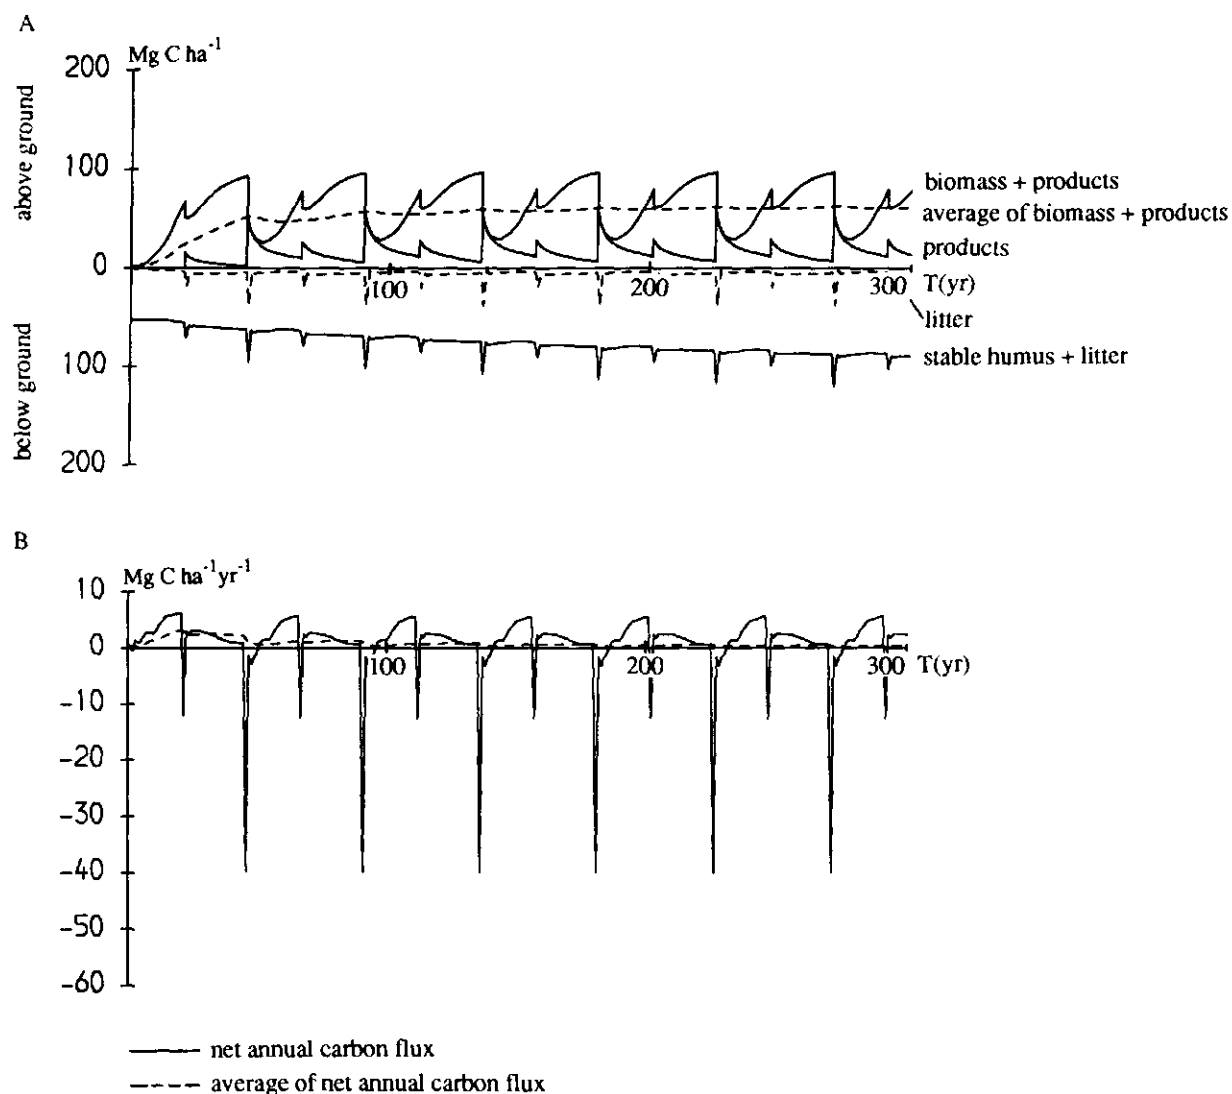 A
Mg C ha⁻¹
above ground
below ground
200
100
0
100
200
biomass + products
average of biomass + products
products
100
200
300
T(yr)
litter
stable humus + litter
B
Mg C ha⁻¹yr⁻¹
10
0
-10
-20
-30
-40
-50
-60
100
200
300
T(yr)
net annual carbon flux
average of net annual carbon flux